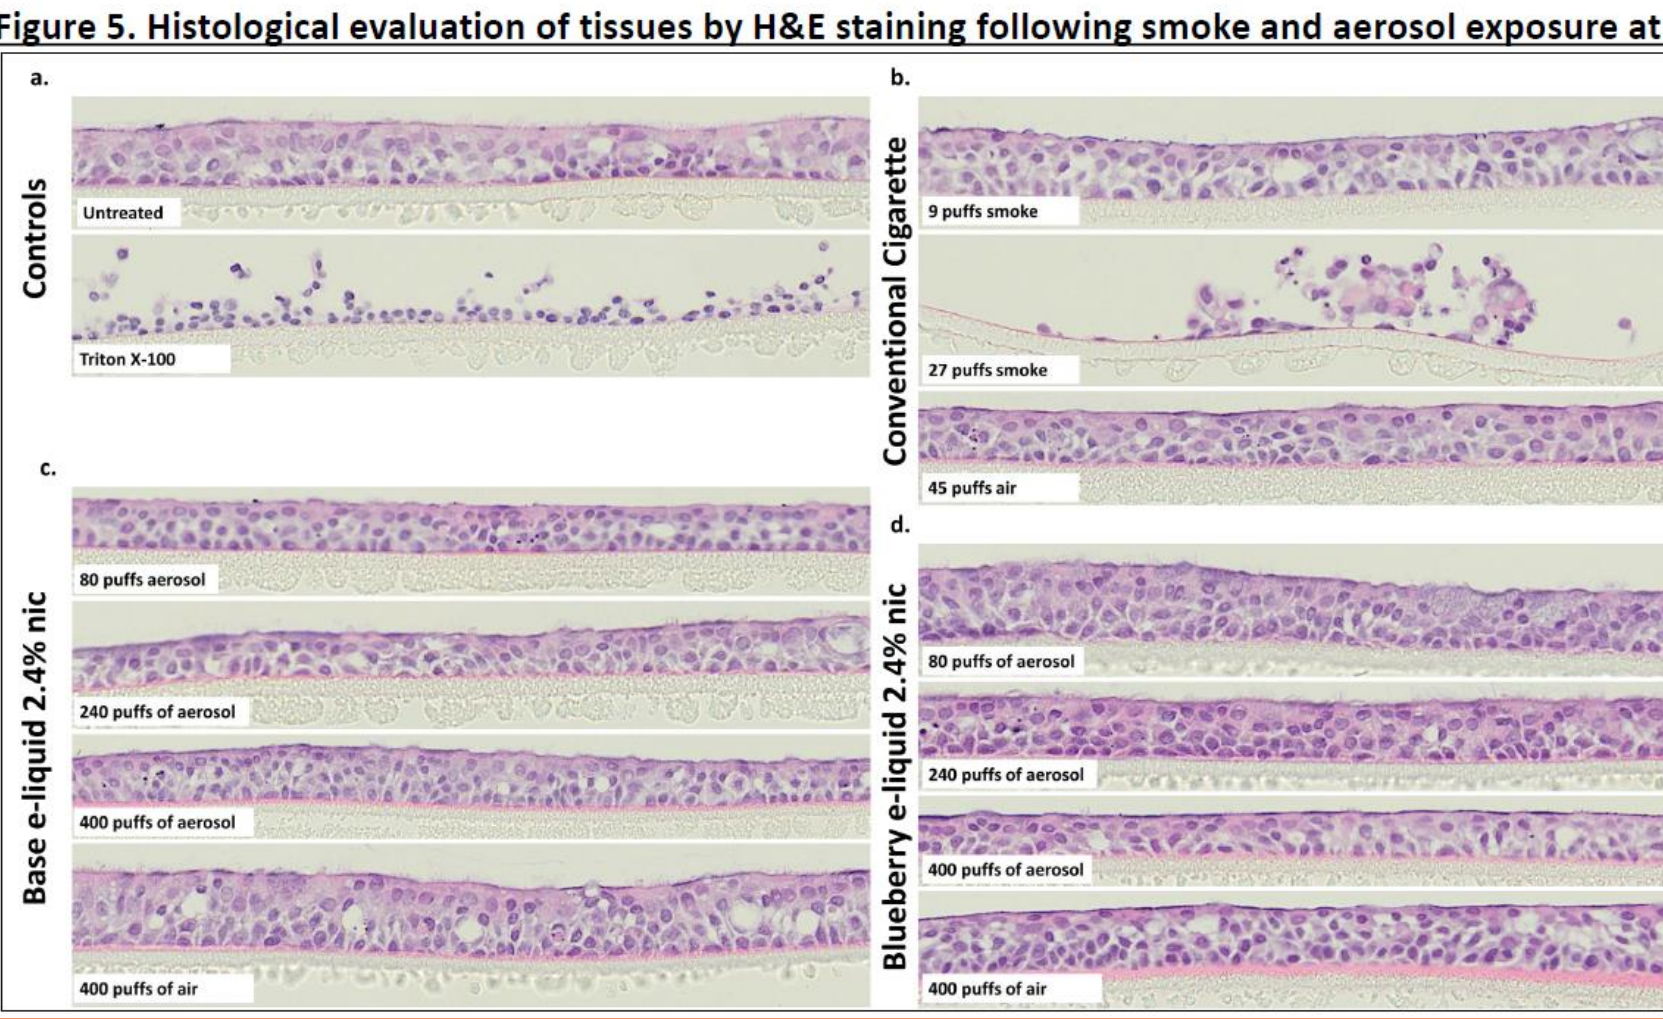 Figure 5. Histological evaluation of tissues by H&E staining following smoke and aerosol exposure at
a.
Controls
Untreated
Triton X-100
b.
Conventional Cigarette
9 puffs smoke
27 puffs smoke
45 puffs air
c.
Base e-liquid 2.4% nic
80 puffs aerosol
240 puffs of aerosol
400 puffs of aerosol
400 puffs of air
d.
Blueberry e-liquid 2.4% nic
80 puffs of aerosol
240 puffs of aerosol
400 puffs of aerosol
400 puffs of air